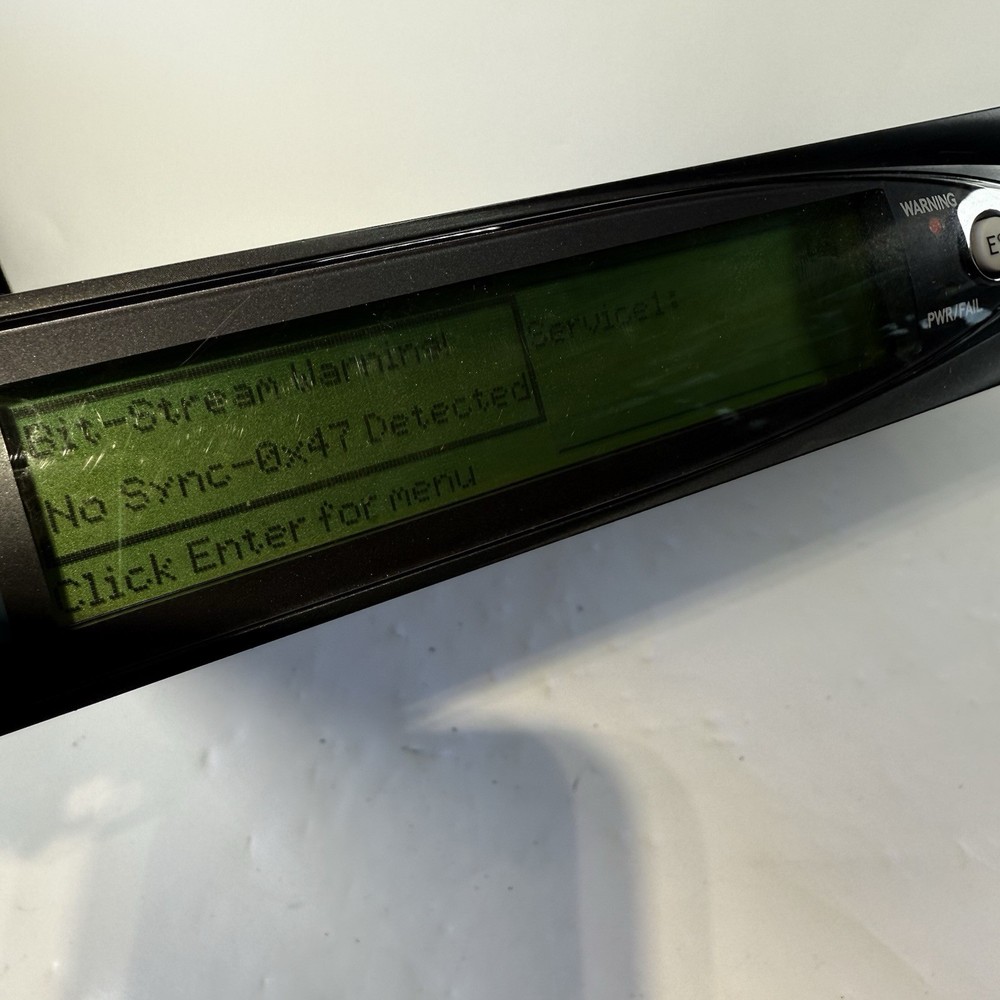 Bit-Stream Warning!
No Sync-0x47 Detected
Click Enter for menu
Service1:
WARNING
PWR/FAIL